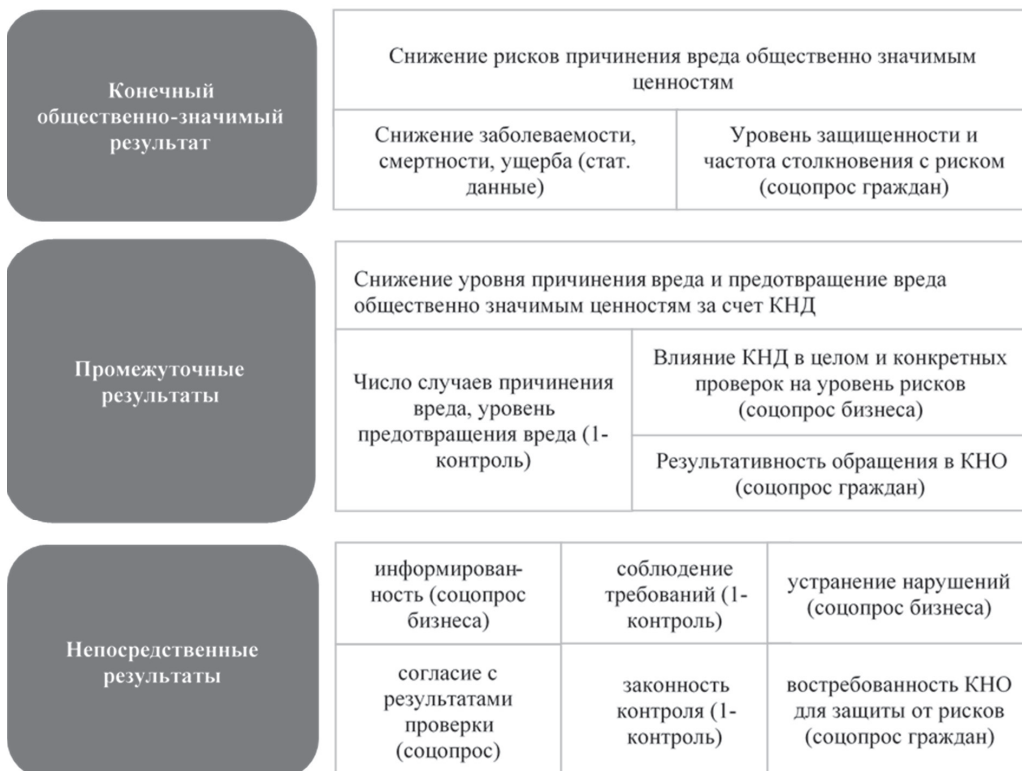 Конечный
общественно-значимый
результат
Снижение рисков причинения вреда общественно значимым
ценностям
Снижение заболеваемости,
смертности, ущерба (стат.
данные)
Уровень защищенности и
частота столкновения с риском
(соцопрос граждан)
Промежуточные
результаты
Снижение уровня причинения вреда и предотвращение вреда
общественно значимым ценностям за счет КНД
Число случаев причинения
вреда, уровень
предотвращения вреда (1-
контроль)
Влияние КНД в целом и конкретных
проверок на уровень рисков
(соцопрос бизнеса)
Результативность обращения в КНО
(соцопрос граждан)
Непосредственные
результаты
информирован-
ность (соцопрос
бизнеса)
соблюдение
требований (1-
контроль)
устранение нарушений
(соцопрос бизнеса)
согласие с
результатами
проверки
(соцопрос)
законность
контроля (1-
контроль)
востребованность КНО
для защиты от рисков
(соцопрос граждан)